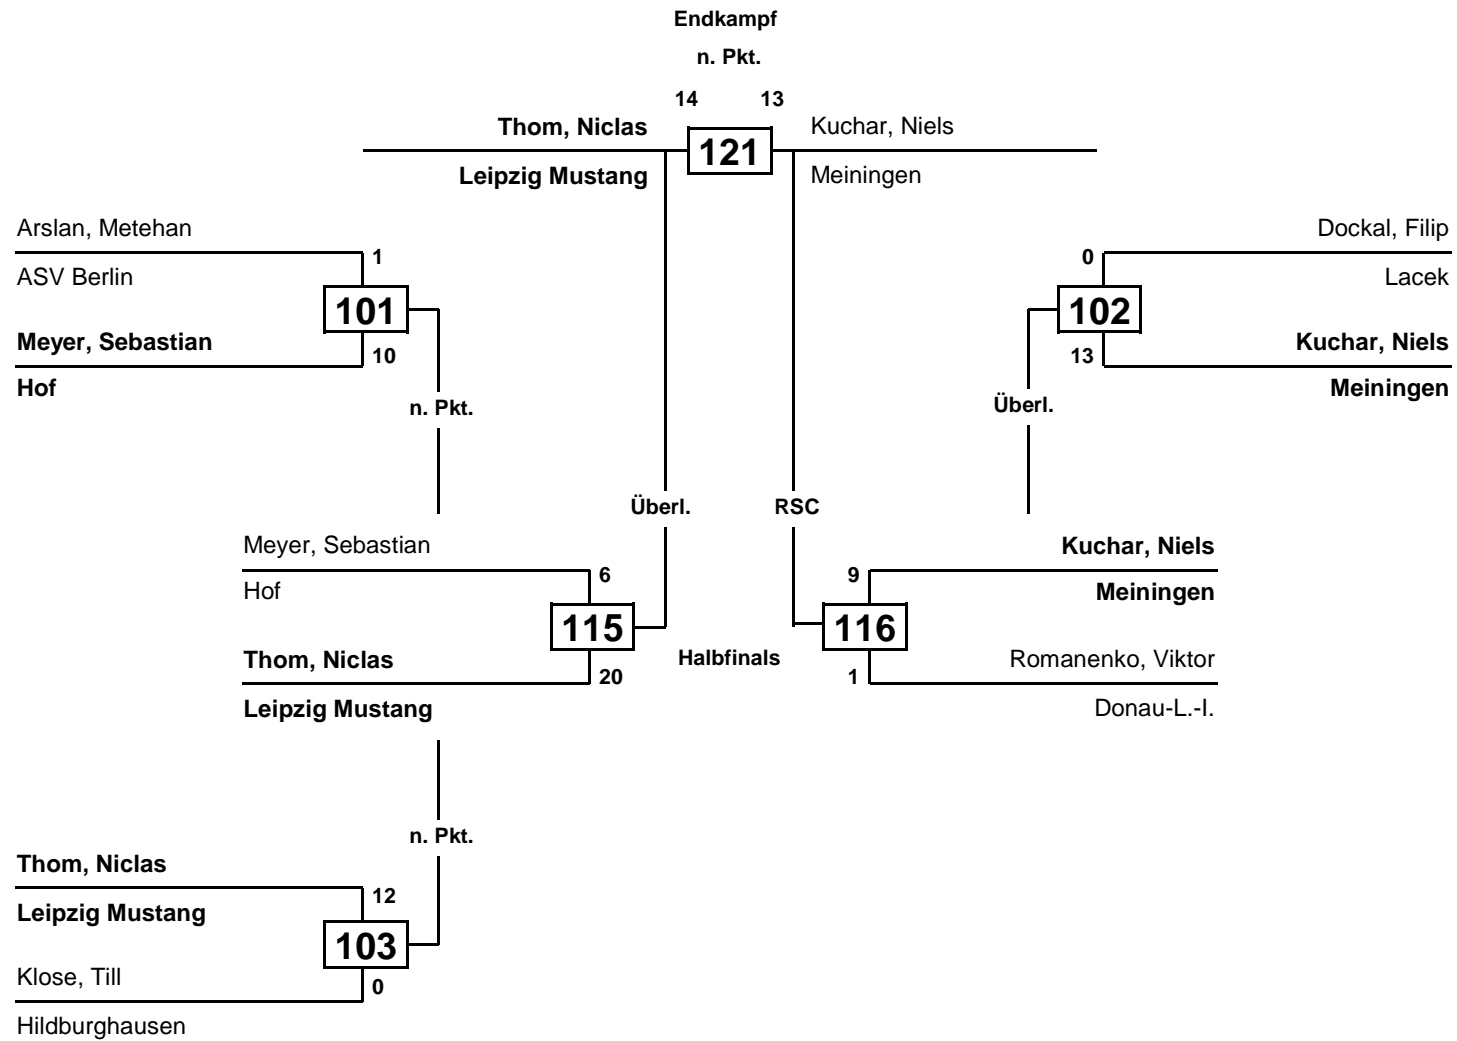 Endkampf
n. Pkt.
14 13
Thom, Niclas
121
Kuchar, Niels
Leipzig Mustang
Meiningen
Arslan, Metehan
1
ASV Berlin
101
Meyer, Sebastian
10
Hof
n. Pkt.
Dockal, Filip
0
Lacek
102
Kuchar, Niels
13
Meiningen
Überl.
Überl.
RSC
Meyer, Sebastian
6
Hof
115
Thom, Niclas
20
Leipzig Mustang
Halbfinals
Kuchar, Niels
9
Meiningen
116
Romanenko, Viktor
1
Donau-L.-I.
n. Pkt.
Thom, Niclas
12
Leipzig Mustang
103
Klose, Till
0
Hildburghausen